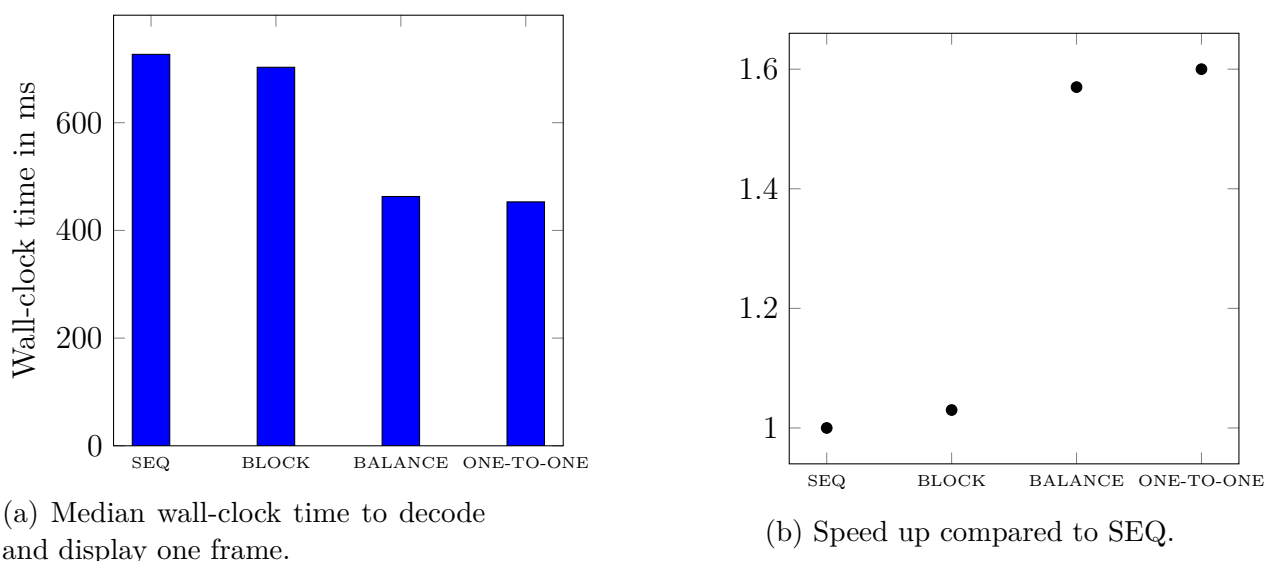 Wall-clock time in ms
600
400
200
0
SEQ BLOCK BALANCE ONE-TO-ONE
(a) Median wall-clock time to decode
and display one frame.
1.6
1.4
1.2
1
SEQ BLOCK BALANCE ONE-TO-ONE
(b) Speed up compared to SEQ.